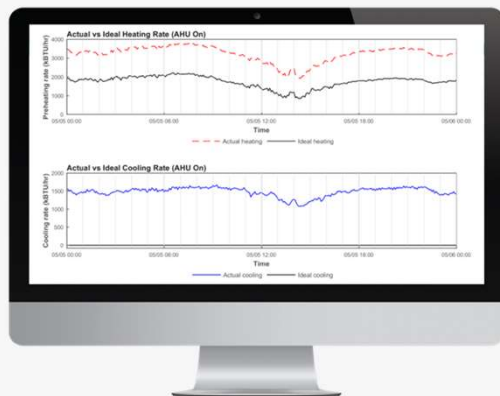 Actual vs Ideal Heating Rate (AHU On)
4000
3000
2000
1000
0
Preheating rate (kBTU/hr)
05/05 00:00 05/05 06:00 05/05 12:00 05/05 18:00 05/06 00:00
Time
Actual heating Ideal heating
Actual vs Ideal Cooling Rate (AHU On)
2000
1500
1000
500
0
Cooling rate (kBTU/hr)
05/05 00:00 05/05 06:00 05/05 12:00 05/05 18:00 05/06 00:00
Time
Actual cooling Ideal cooling